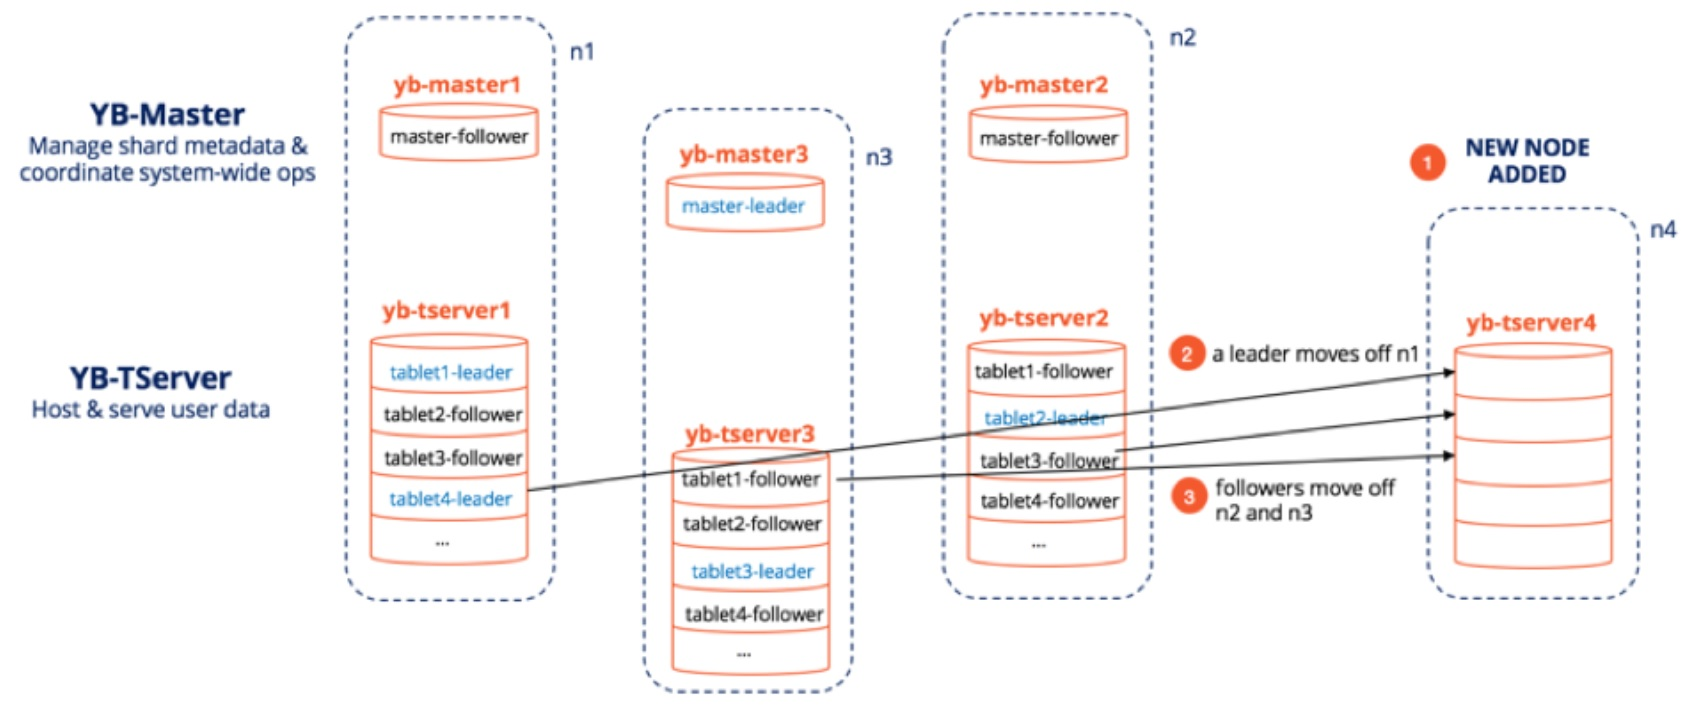 YB-Master
Manage shard metadata &
coordinate system-wide ops
YB-TServer
Host & serve user data
n1
yb-master1
master-follower
yb-tserver1
tablet1-leader
tablet2-follower
tablet3-follower
tablet4-leader
...
n3
yb-master3
master-leader
yb-tserver3
tablet1-follower
tablet2-follower
tablet3-leader
tablet4-follower
...
n2
yb-master2
master-follower
yb-tserver2
tablet1-follower
tablet2-leader
tablet3-follower
tablet4-follower
...
1
NEW NODE
ADDED
n4
yb-tserver4
2
a leader moves off n1
3
followers move off
n2 and n3